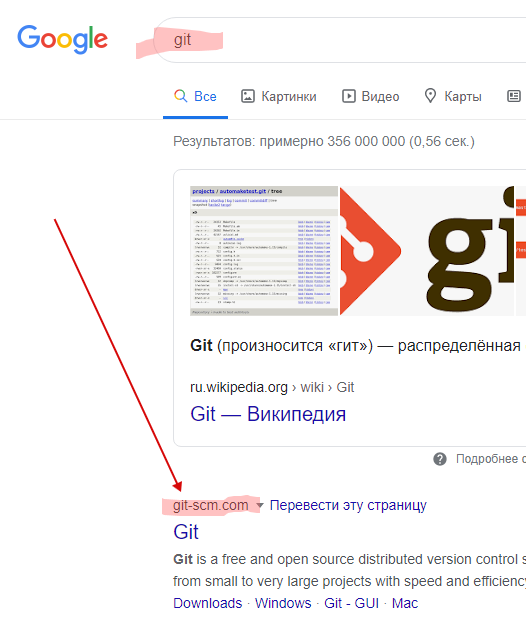 Google
git
Все
Картинки
Видео
Карты
Результатов: примерно 356 000 000 (0,56 сек.)
projects / automaketest.git / tree
gi
Git (произносится «гит») — распределённая
ru.wikipedia.org › wiki › Git
Git — Википедия
Подробнее о
git-scm.com
Перевести эту страницу
Git
Git is a free and open source distributed version control s
from small to very large projects with speed and efficiency
Downloads · Windows · Git - GUI · Mac